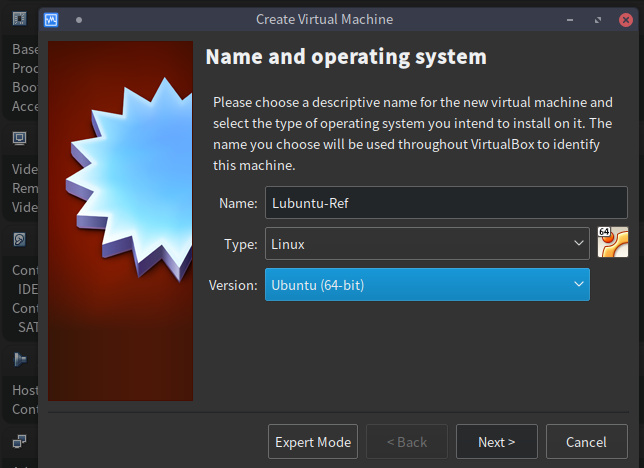 Create Virtual Machine
Base
Proc
Boot
Acce
Vide
Rem
Vide
Cont
IDE
Cont
SAT
Host
Cont
Name and operating system
Please choose a descriptive name for the new virtual machine and
select the type of operating system you intend to install on it. The
name you choose will be used throughout VirtualBox to identify
this machine.
Name: Lubuntu-Ref
Type: Linux
64
Version: Ubuntu (64-bit)
Expert Mode < Back Next > Cancel